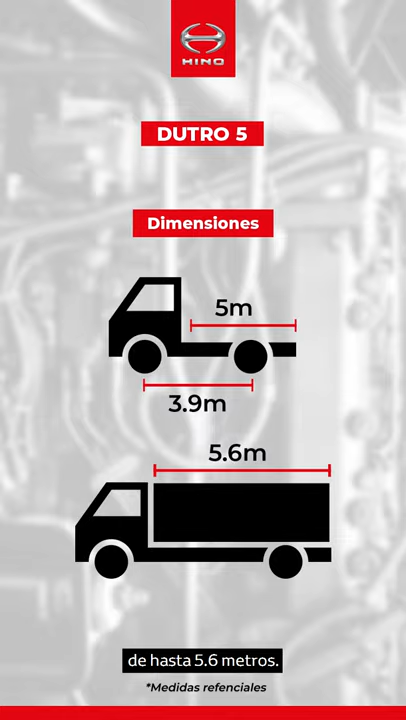 HINO
DUTRO 5
Dimensiones
5m
3.9m
5.6m
de hasta 5.6 metros.
*Medidas refenciales